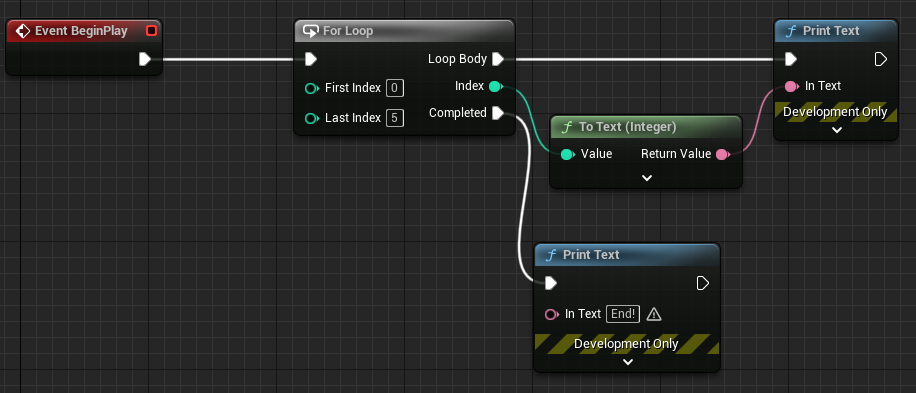 Event BeginPlay
For Loop
Loop Body
First Index 0
Index
Last Index 5
Completed
To Text (Integer)
Value
Return Value
Print Text
In Text
Development Only
Print Text
In Text End!
Development Only